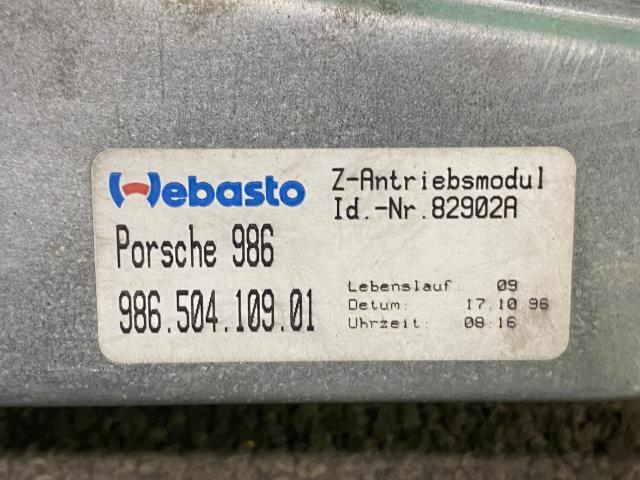 Webasto
Z-Antriebsmodul
Id.-Nr.82902A
Porsche 986
986.504.109.01
Lebenslauf: 09
Detum: 17.10.96
Uhrzeit: 08:16